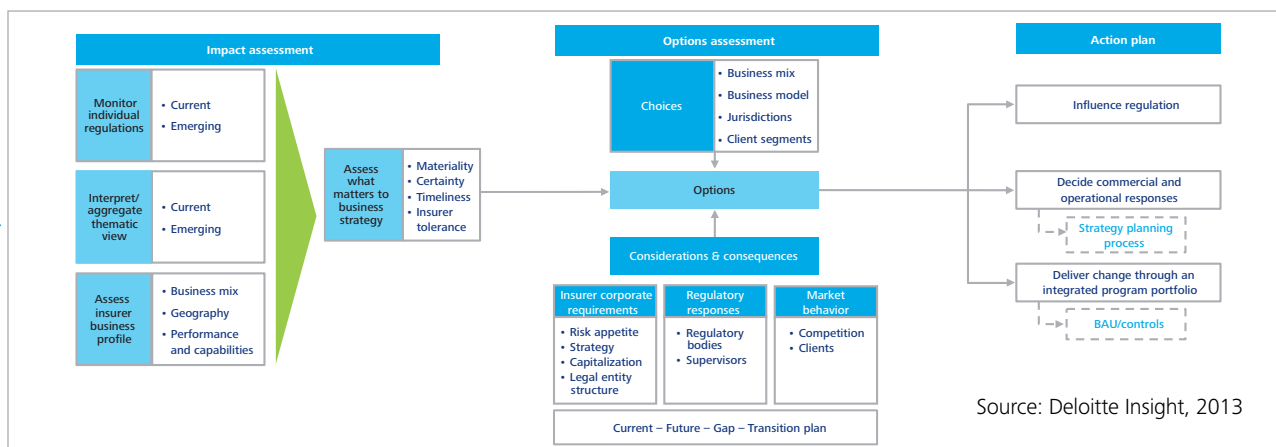 Impact assessment
Monitor
individual
regulations
• Current
• Emerging
Interpret/
aggregate
thematic
view
• Current
• Emerging
Assess
insurer
business
profile
• Business mix
• Geography
• Performance
and capabilities
Assess
what
matters to
business
strategy
• Materiality
• Certainty
• Timeliness
• Insurer
tolerance
Options assessment
Choices
• Business mix
• Business model
• Jurisdictions
• Client segments
Options
Considerations & consequences
Insurer corporate
requirements
• Risk appetite
• Strategy
• Capitalization
• Legal entity
structure
Regulatory
responses
• Regulatory
bodies
• Supervisors
Market
behavior
• Competition
• Clients
Current – Future – Gap – Transition plan
Action plan
Influence regulation
Decide commercial and
operational responses
Strategy planning
process
Deliver change through an
integrated program portfolio
BAU/controls
Source: Deloitte Insight, 2013